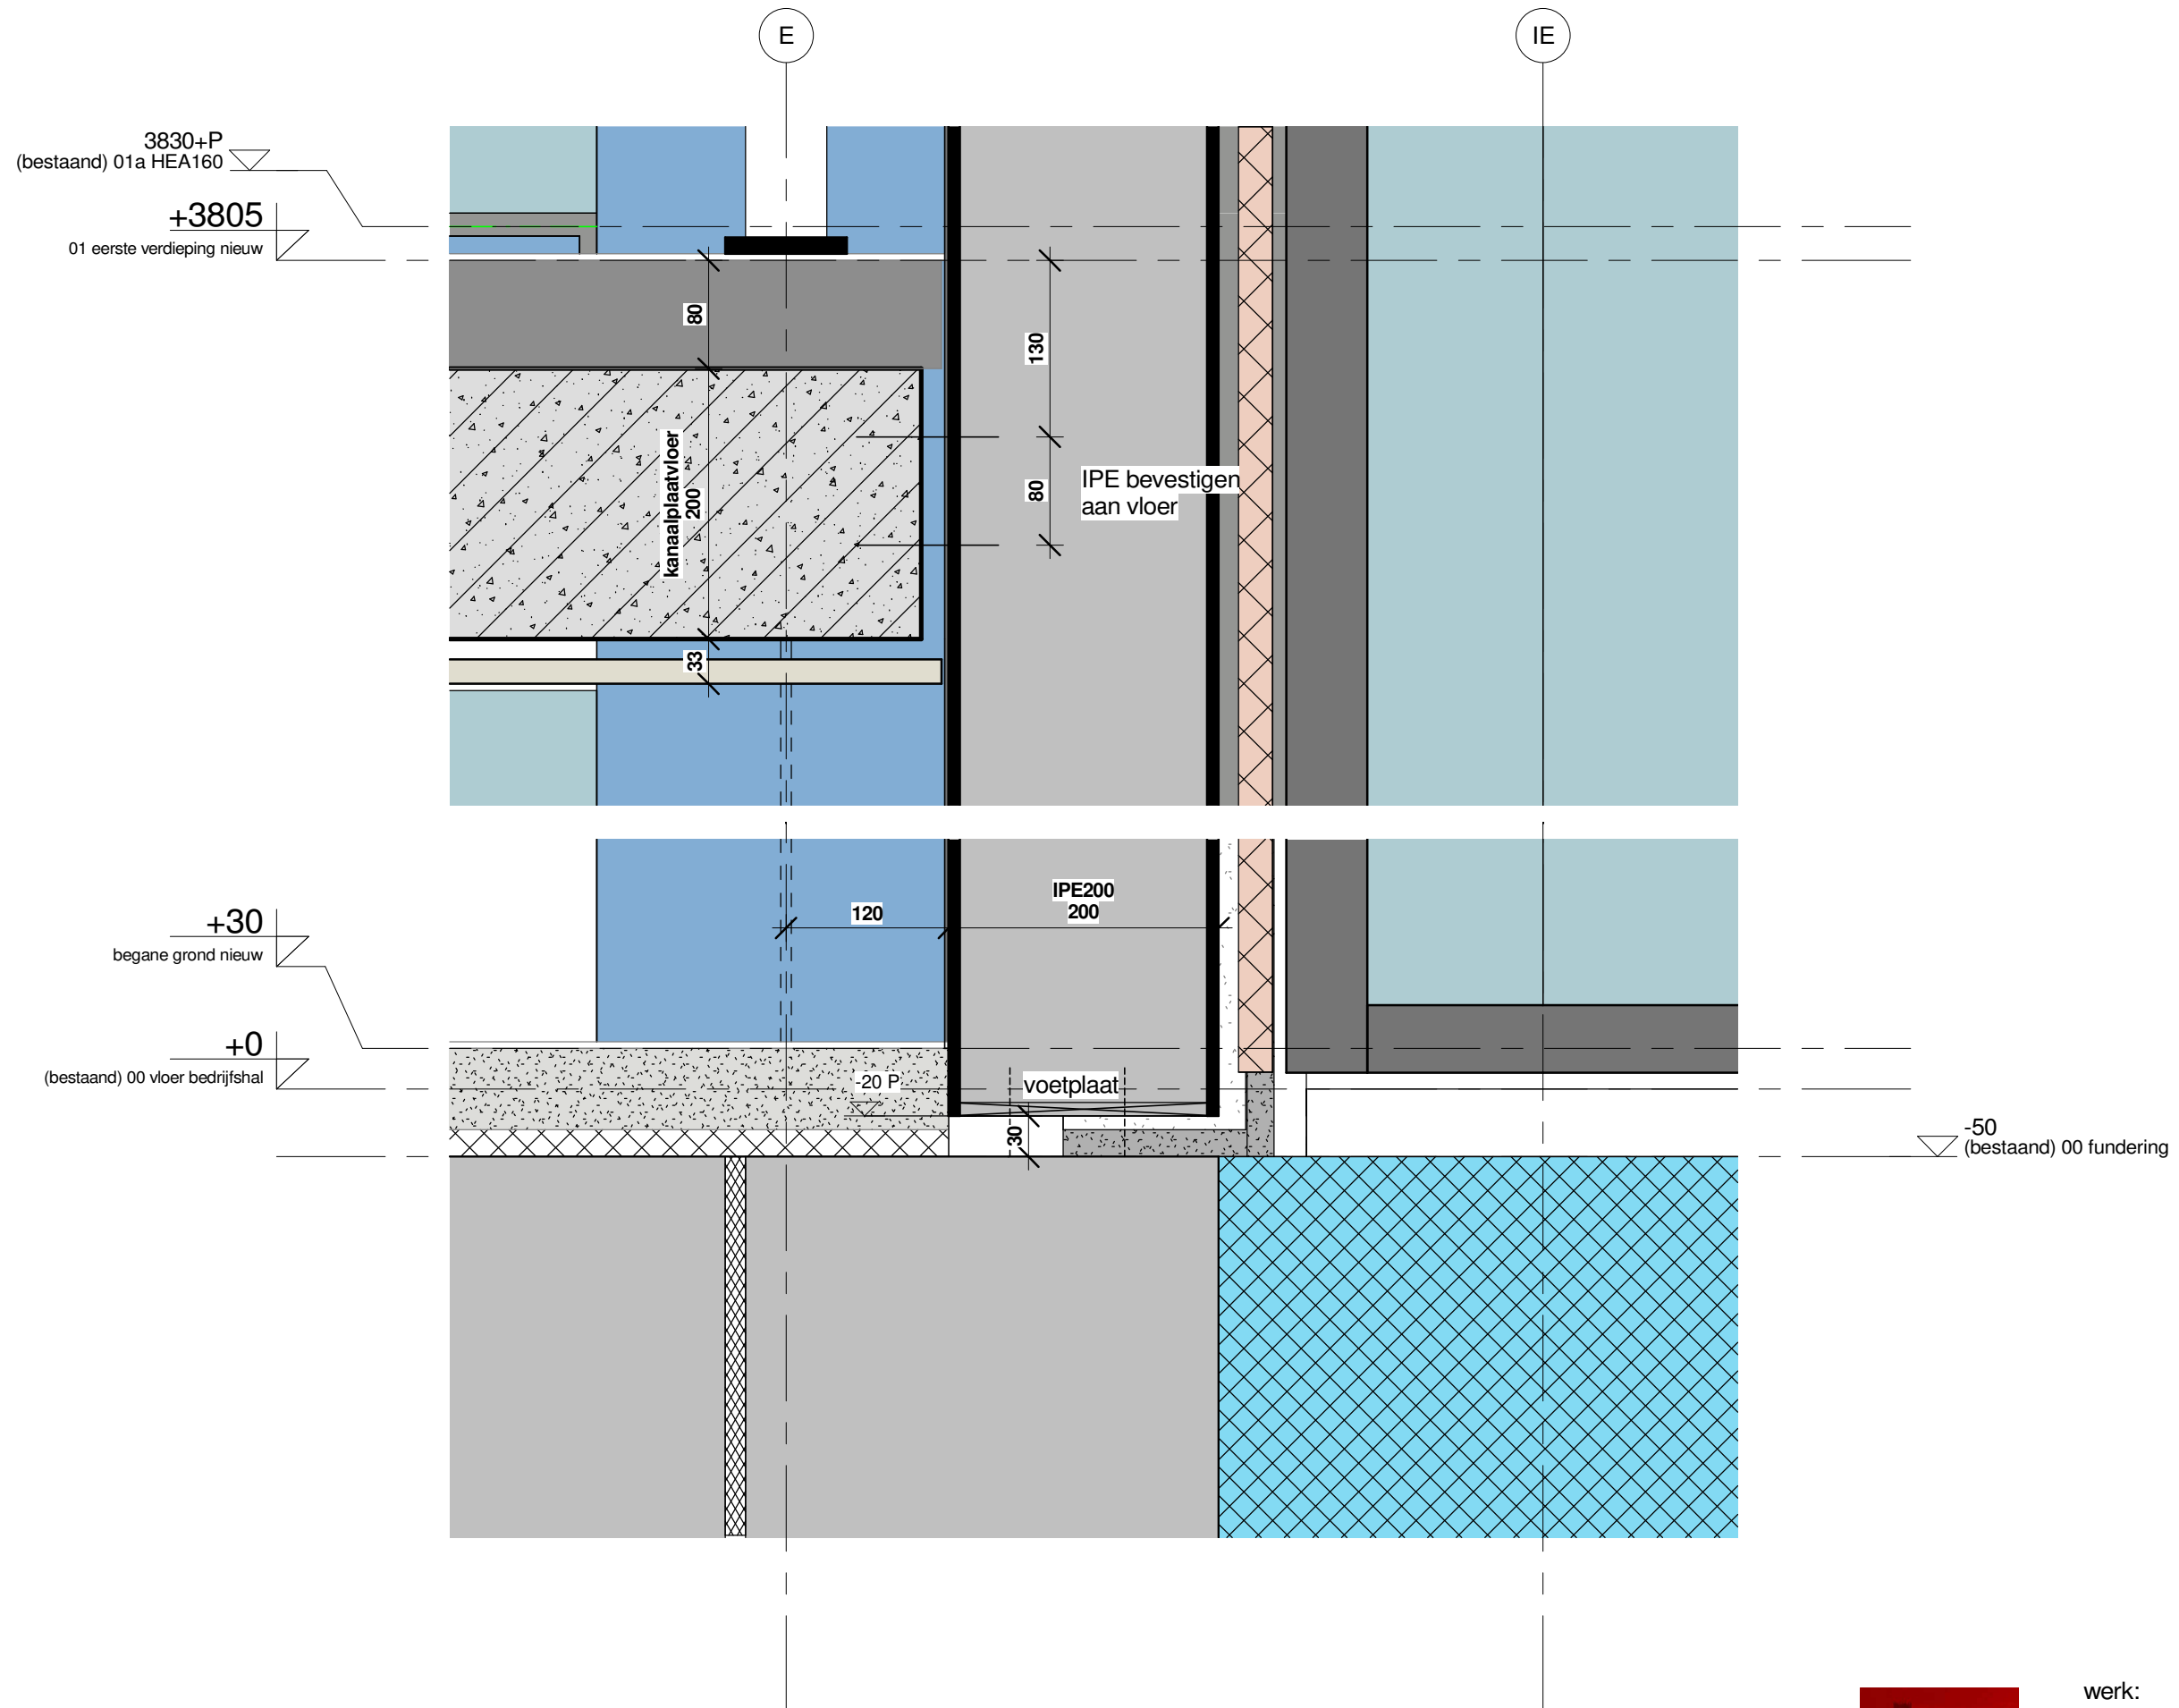 E
IE
3830+P
(bestaand) 01a HEA160
+3805
01 eerste verdieping nieuw
80
130
kanaalplaatvloer
200
80
IPE bevestigen
aan vloer
33
IPE200
120
200
+30
begane grond nieuw
+0
(bestaand) 00 vloer bedrijfshal
-20 P
voetplaat
30
-50
(bestaand) 00 fundering
werk: